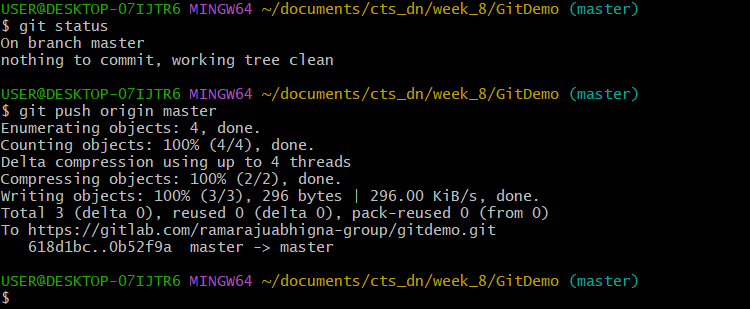 USER@DESKTOP-07IJTR6 MINGW64 ~/documents/cts_dn/week_8/GitDemo (master)
$ git status
On branch master
nothing to commit, working tree clean
USER@DESKTOP-07IJTR6 MINGW64 ~/documents/cts_dn/week_8/GitDemo (master)
$ git push origin master
Enumerating objects: 4, done.
Counting objects: 100% (4/4), done.
Delta compression using up to 4 threads
Compressing objects: 100% (2/2), done.
Writing objects: 100% (3/3), 296 bytes | 296.00 KiB/s, done.
Total 3 (delta 0), reused 0 (delta 0), pack-reused 0 (from 0)
To https://gitlab.com/ramarajuabhigna-group/gitdemo.git
   618d1bc..0b52f9a  master -> master
USER@DESKTOP-07IJTR6 MINGW64 ~/documents/cts_dn/week_8/GitDemo (master)
$